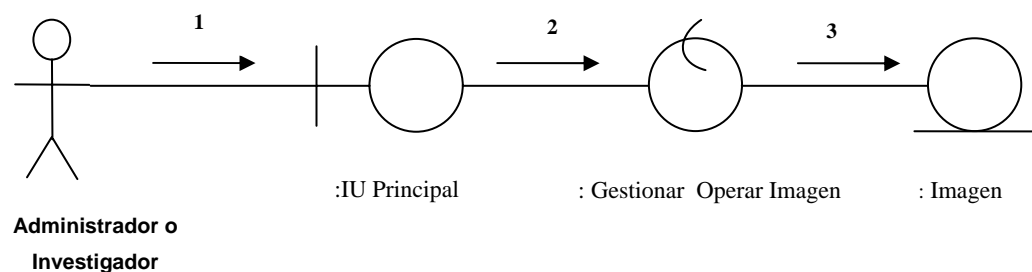 1
2
3
:IU Principal
: Gestionar Operar Imagen
: Imagen
Administrador o
Investigador